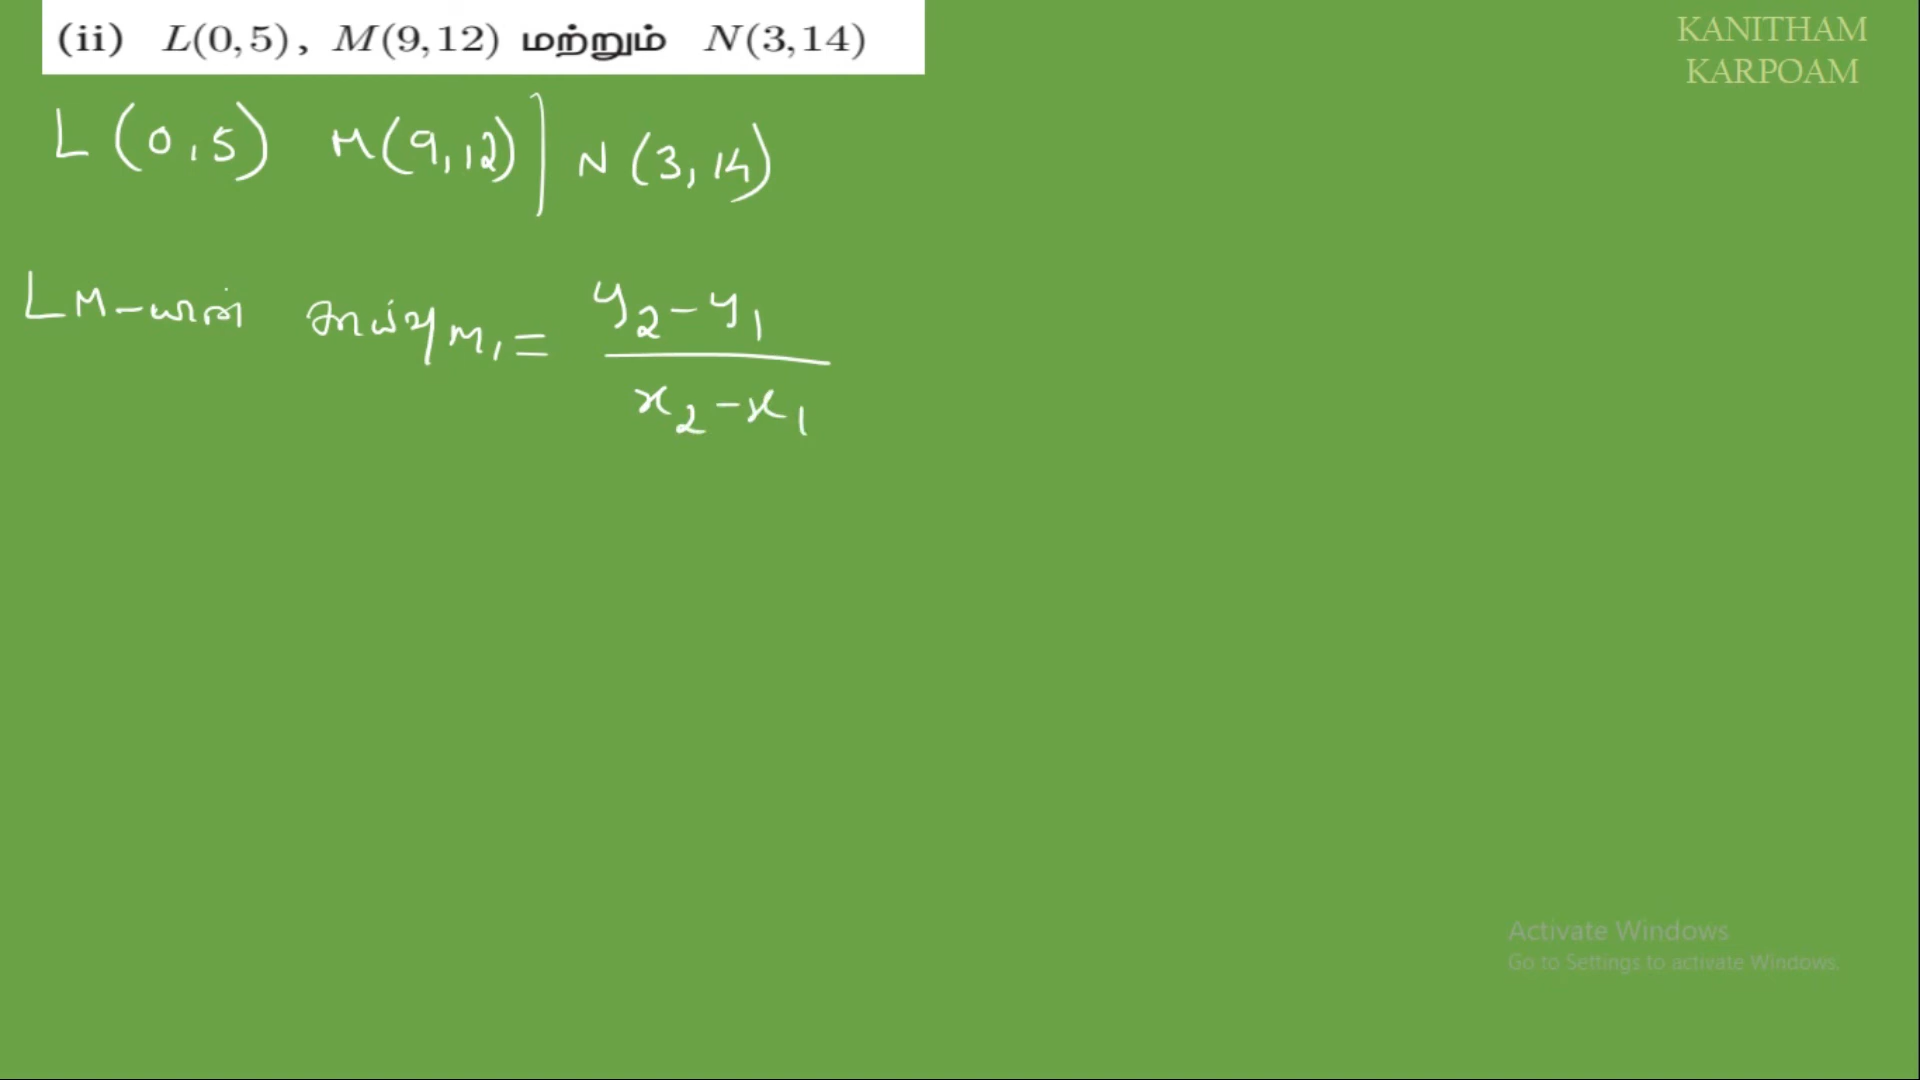 (ii) L(0,5), M(9,12) மற்றும் N(3,14)
KANITHAM
KARPOAM
L (0,5) M(9,12) N (3,14)
LM-யின் சாய்வு m₁ = y₂-y₁
x₂-x₁
Activate Windows
Go to Settings to activate Windows.